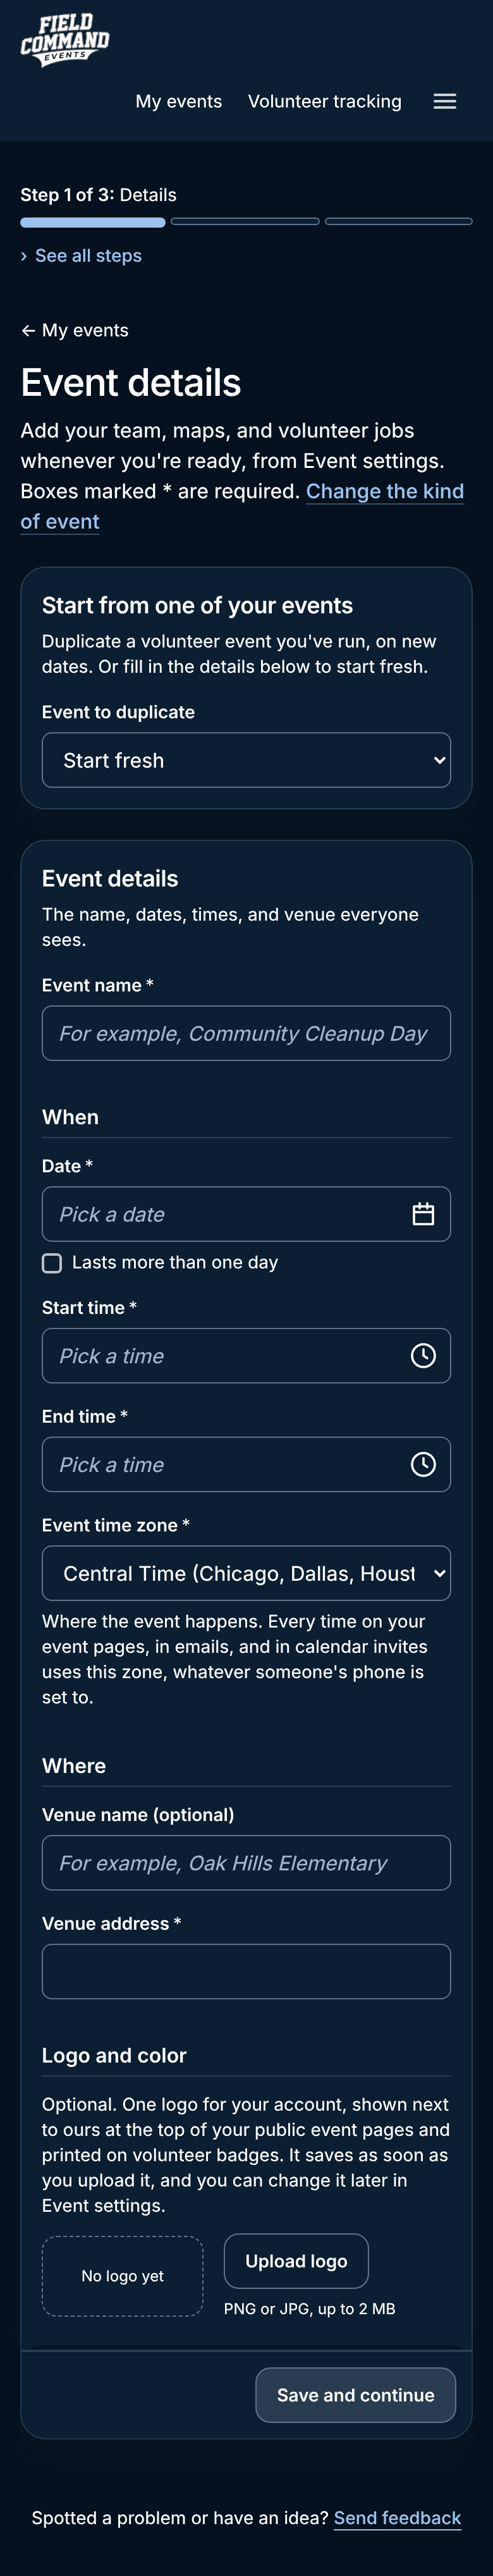 FIELD
COMMAND
EVENTS
My events Volunteer tracking
Step 1 of 3: Details
› See all steps
← My events
Event details
Add your team, maps, and volunteer jobs
whenever you're ready, from Event settings.
Boxes marked * are required. Change the kind
of event
Start from one of your events
Duplicate a volunteer event you've run, on new
dates. Or fill in the details below to start fresh.
Event to duplicate
Start fresh
Event details
The name, dates, times, and venue everyone
sees.
Event name *
For example, Community Cleanup Day
When
Date *
Pick a date
Lasts more than one day
Start time *
Pick a time
End time *
Pick a time
Event time zone *
Central Time (Chicago, Dallas, Houst
Where the event happens. Every time on your
event pages, in emails, and in calendar invites
uses this zone, whatever someone's phone is
set to.
Where
Venue name (optional)
For example, Oak Hills Elementary
Venue address *
Logo and color
Optional. One logo for your account, shown next
to ours at the top of your public event pages and
printed on volunteer badges. It saves as soon as
you upload it, and you can change it later in
Event settings.
No logo yet
Upload logo
PNG or JPG, up to 2 MB
Save and continue
Spotted a problem or have an idea? Send feedback